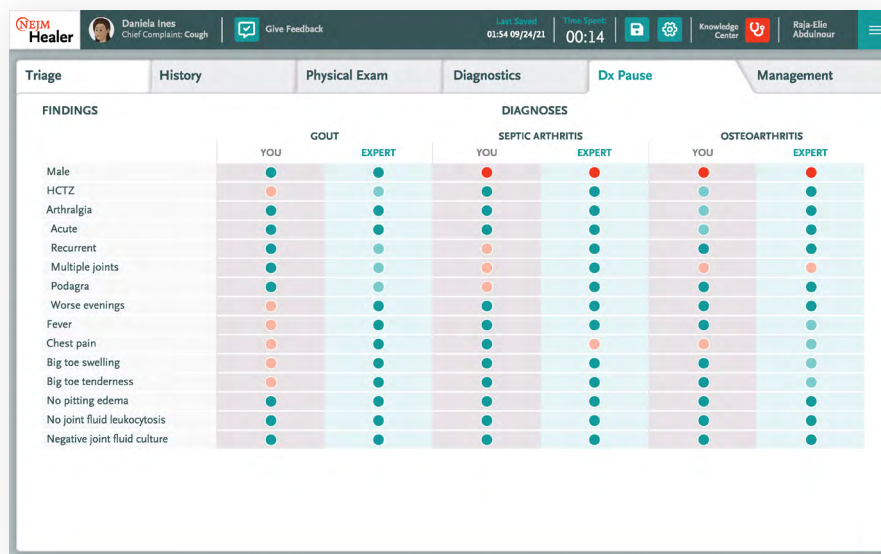 NEJM
Healer
Daniela Ines
Chief Complaint: Cough
Give Feedback
Last Saved
01:54 09/24/21
Time Spent:
00:14
Knowledge
Center
Raja-Elie
Abdulnour
Triage
History
Physical Exam
Diagnostics
Dx Pause
Management
FINDINGS
DIAGNOSES
GOUT
SEPTIC ARTHRITIS
OSTEOARTHRITIS
YOU
EXPERT
YOU
EXPERT
YOU
EXPERT
Male
HCTZ
Arthralgia
Acute
Recurrent
Multiple joints
Podagra
Worse evenings
Fever
Chest pain
Big toe swelling
Big toe tenderness
No pitting edema
No joint fluid leukocytosis
Negative joint fluid culture